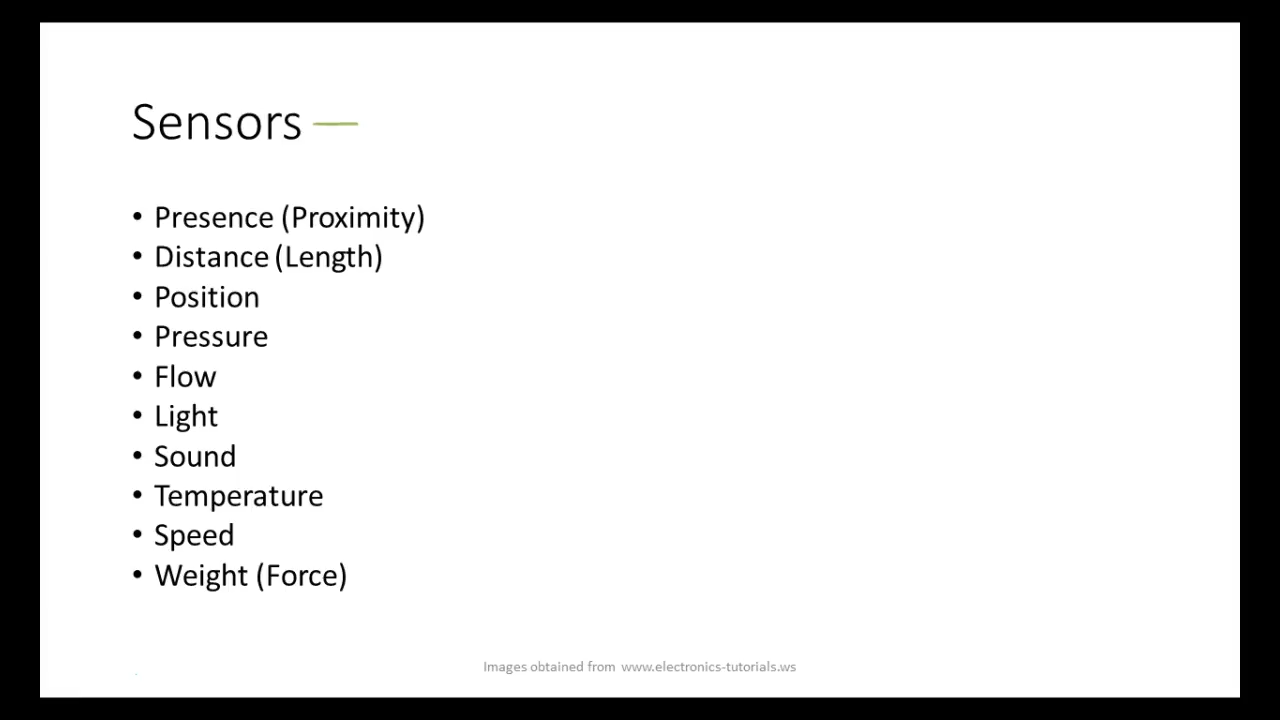 Sensors
• Presence (Proximity)
• Distance (Length)
• Position
• Pressure
• Flow
• Light
• Sound
• Temperature
• Speed
• Weight (Force)
Images obtained from www.electronics-tutorials.ws